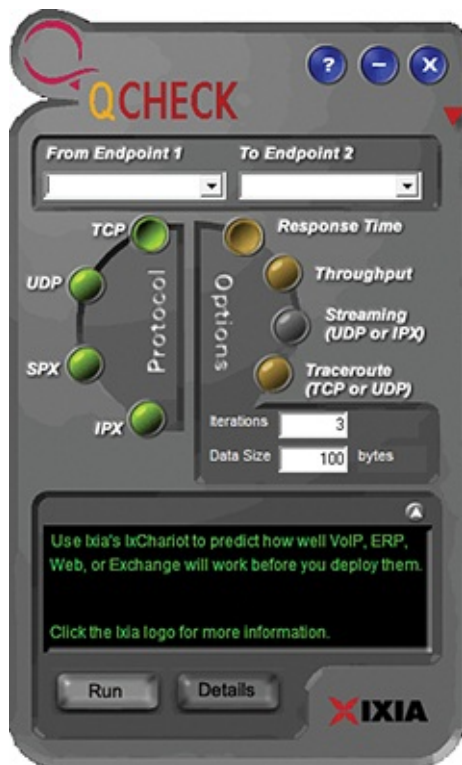 QCHECK
?
From Endpoint 1 To Endpoint 2
TCP
UDP
SPX
IPX
Protocol
Options
Response Time
Throughput
Streaming
(UDP or IPX)
Traceroute
(TCP or UDP)
Iterations 3
Data Size 100 bytes
Use Ixia's IxChariot to predict how well VoIP, ERP,
Web, or Exchange will work before you deploy them.
Click the Ixia logo for more information.
Run Details
XIXIA